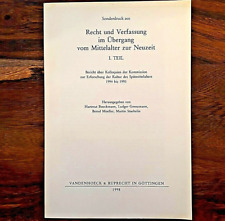 Sonderdruck aus
Recht und Verfassung
im Übergang
vom Mittelalter zur Neuzeit
I. TEIL
Bericht über Kolloquien der Kommission
zur Erforschung der Kultur des Spätmittelalters
1994 bis 1995
Herausgegeben von
Hartmut Boockmann, Ludger Grenzmann,
Bernd Moeller, Martin Staehelin
VANDENHOECK & RUPRECHT IN GÖTTINGEN
1998